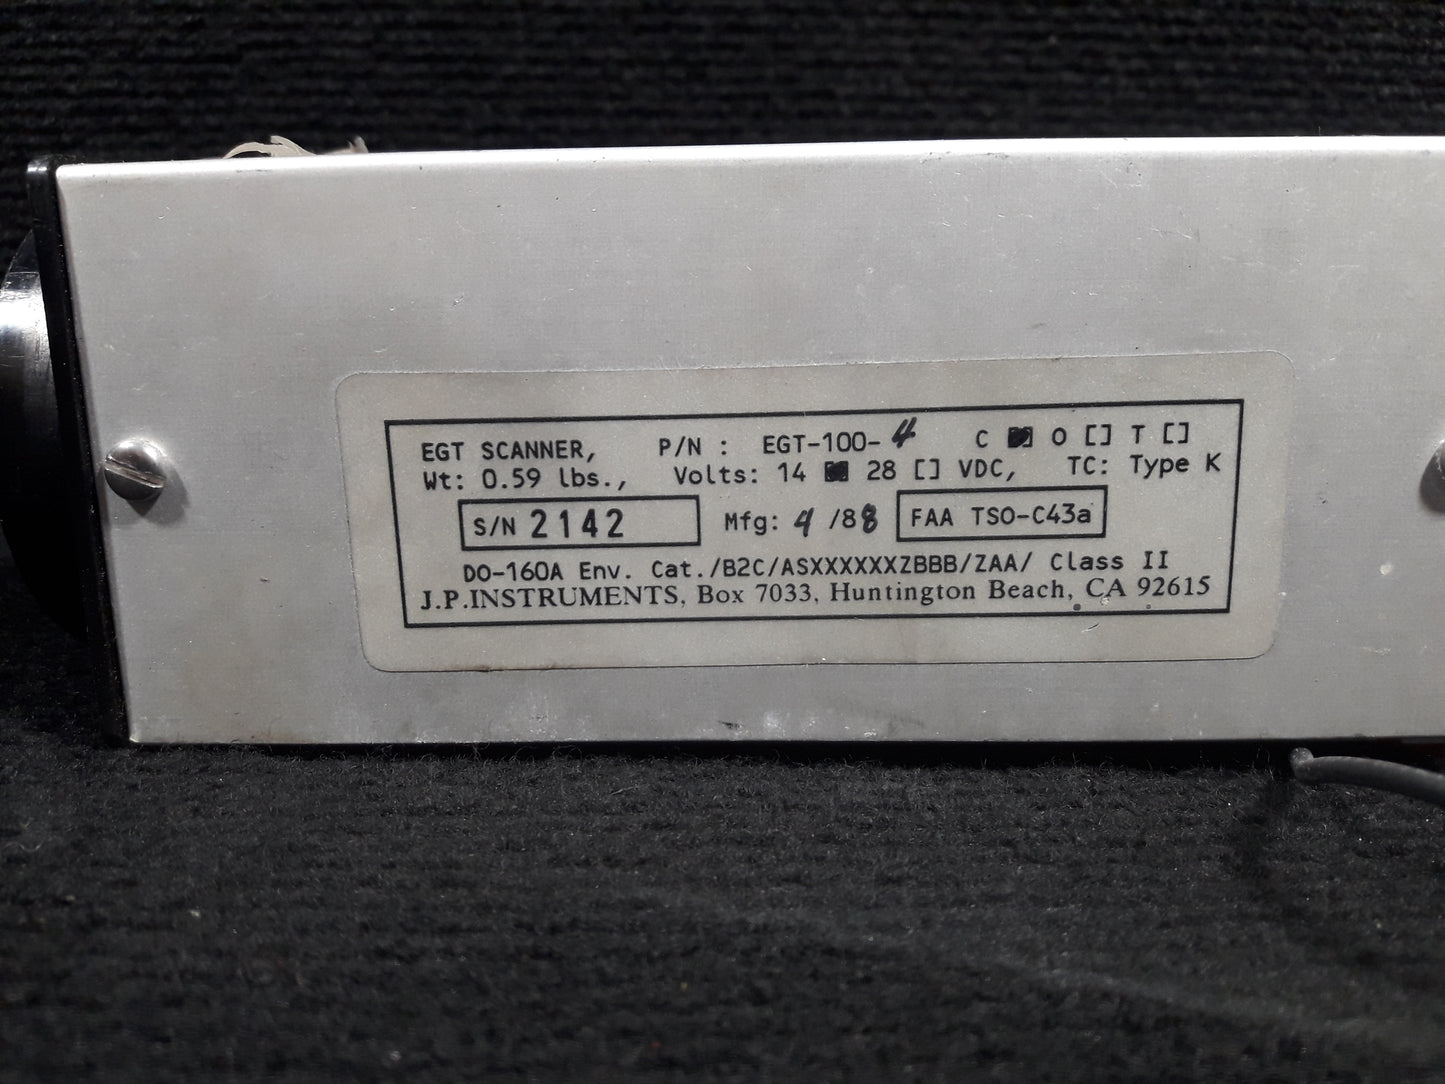 EGT SCANNER, P/N : EGT-100-4 C [■] O [] T []
Wt: 0.59 lbs., Volts: 14 [■] 28 [] VDC, TC: Type K
S/N 2142 Mfg: 4 /88 FAA TSO-C43a
DO-160A Env. Cat./B2C/ASXXXXXXZBBB/ZAA/ Class II
J.P.INSTRUMENTS, Box 7033, Huntington Beach, CA 92615